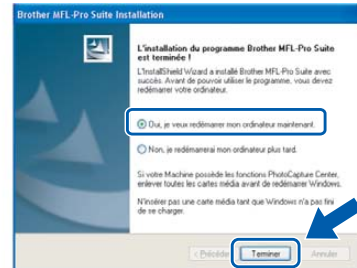 Brother MFL-Pro Suite Installation
L'installation du programme Brother MFL-Pro Suite
est terminée !
L'InstallShield Wizard a installé Brother MFL-Pro Suite avec
succès. Avant de pouvoir utiliser le programme, vous devez
redémarrer votre ordinateur.
Oui, je veux redémarrer mon ordinateur maintenant.
Non, je redémarrerai mon ordinateur plus tard.
Si votre Machine possède les fonctions PhotoCapture Center,
enlever toutes les cartes média avant de redémarrer Windows.
N'insérer pas une carte média tant que Windows n'a pas fini
de se charger.
< Précédent
Terminer
Annuler